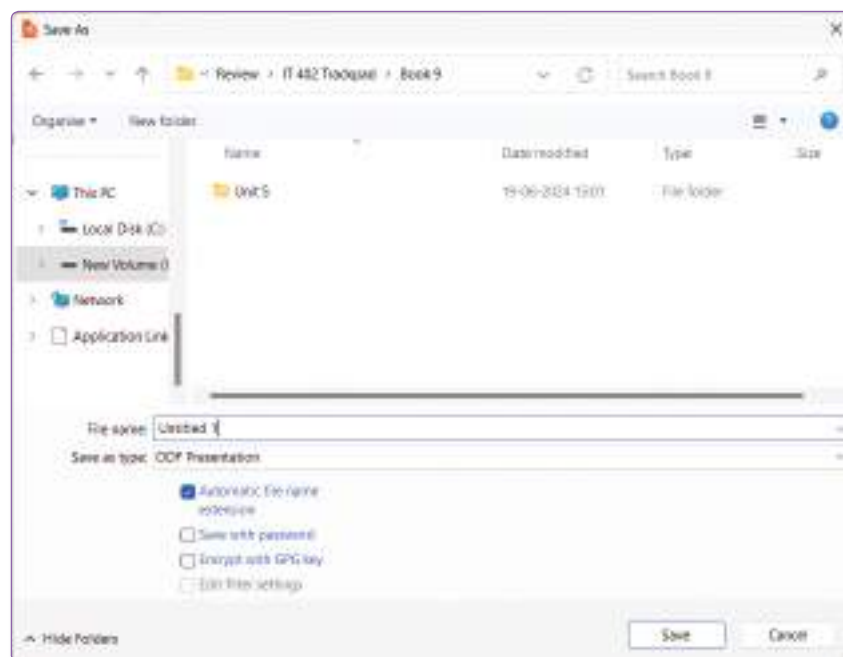 Save As
Review › IT 402 Trackpad › Book 9
Search Book 9
Organise
New folder
Name Date modified Type Size
This PC
Unit 5 19-06-2024 15:01 File folder
Local Disk (C:)
New Volume (
Network
Application Link
File name: Untitled 1
Save as type: ODF Presentation
Automatic file name
extension
Save with password
Encrypt with GPG key
Edit filter settings
Hide Folders
Save
Cancel